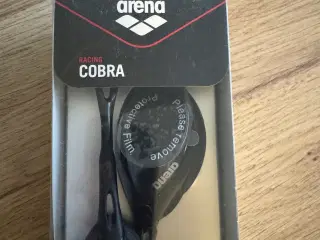 arena
RACING
COBRA
Please remove
Protective Film
arena